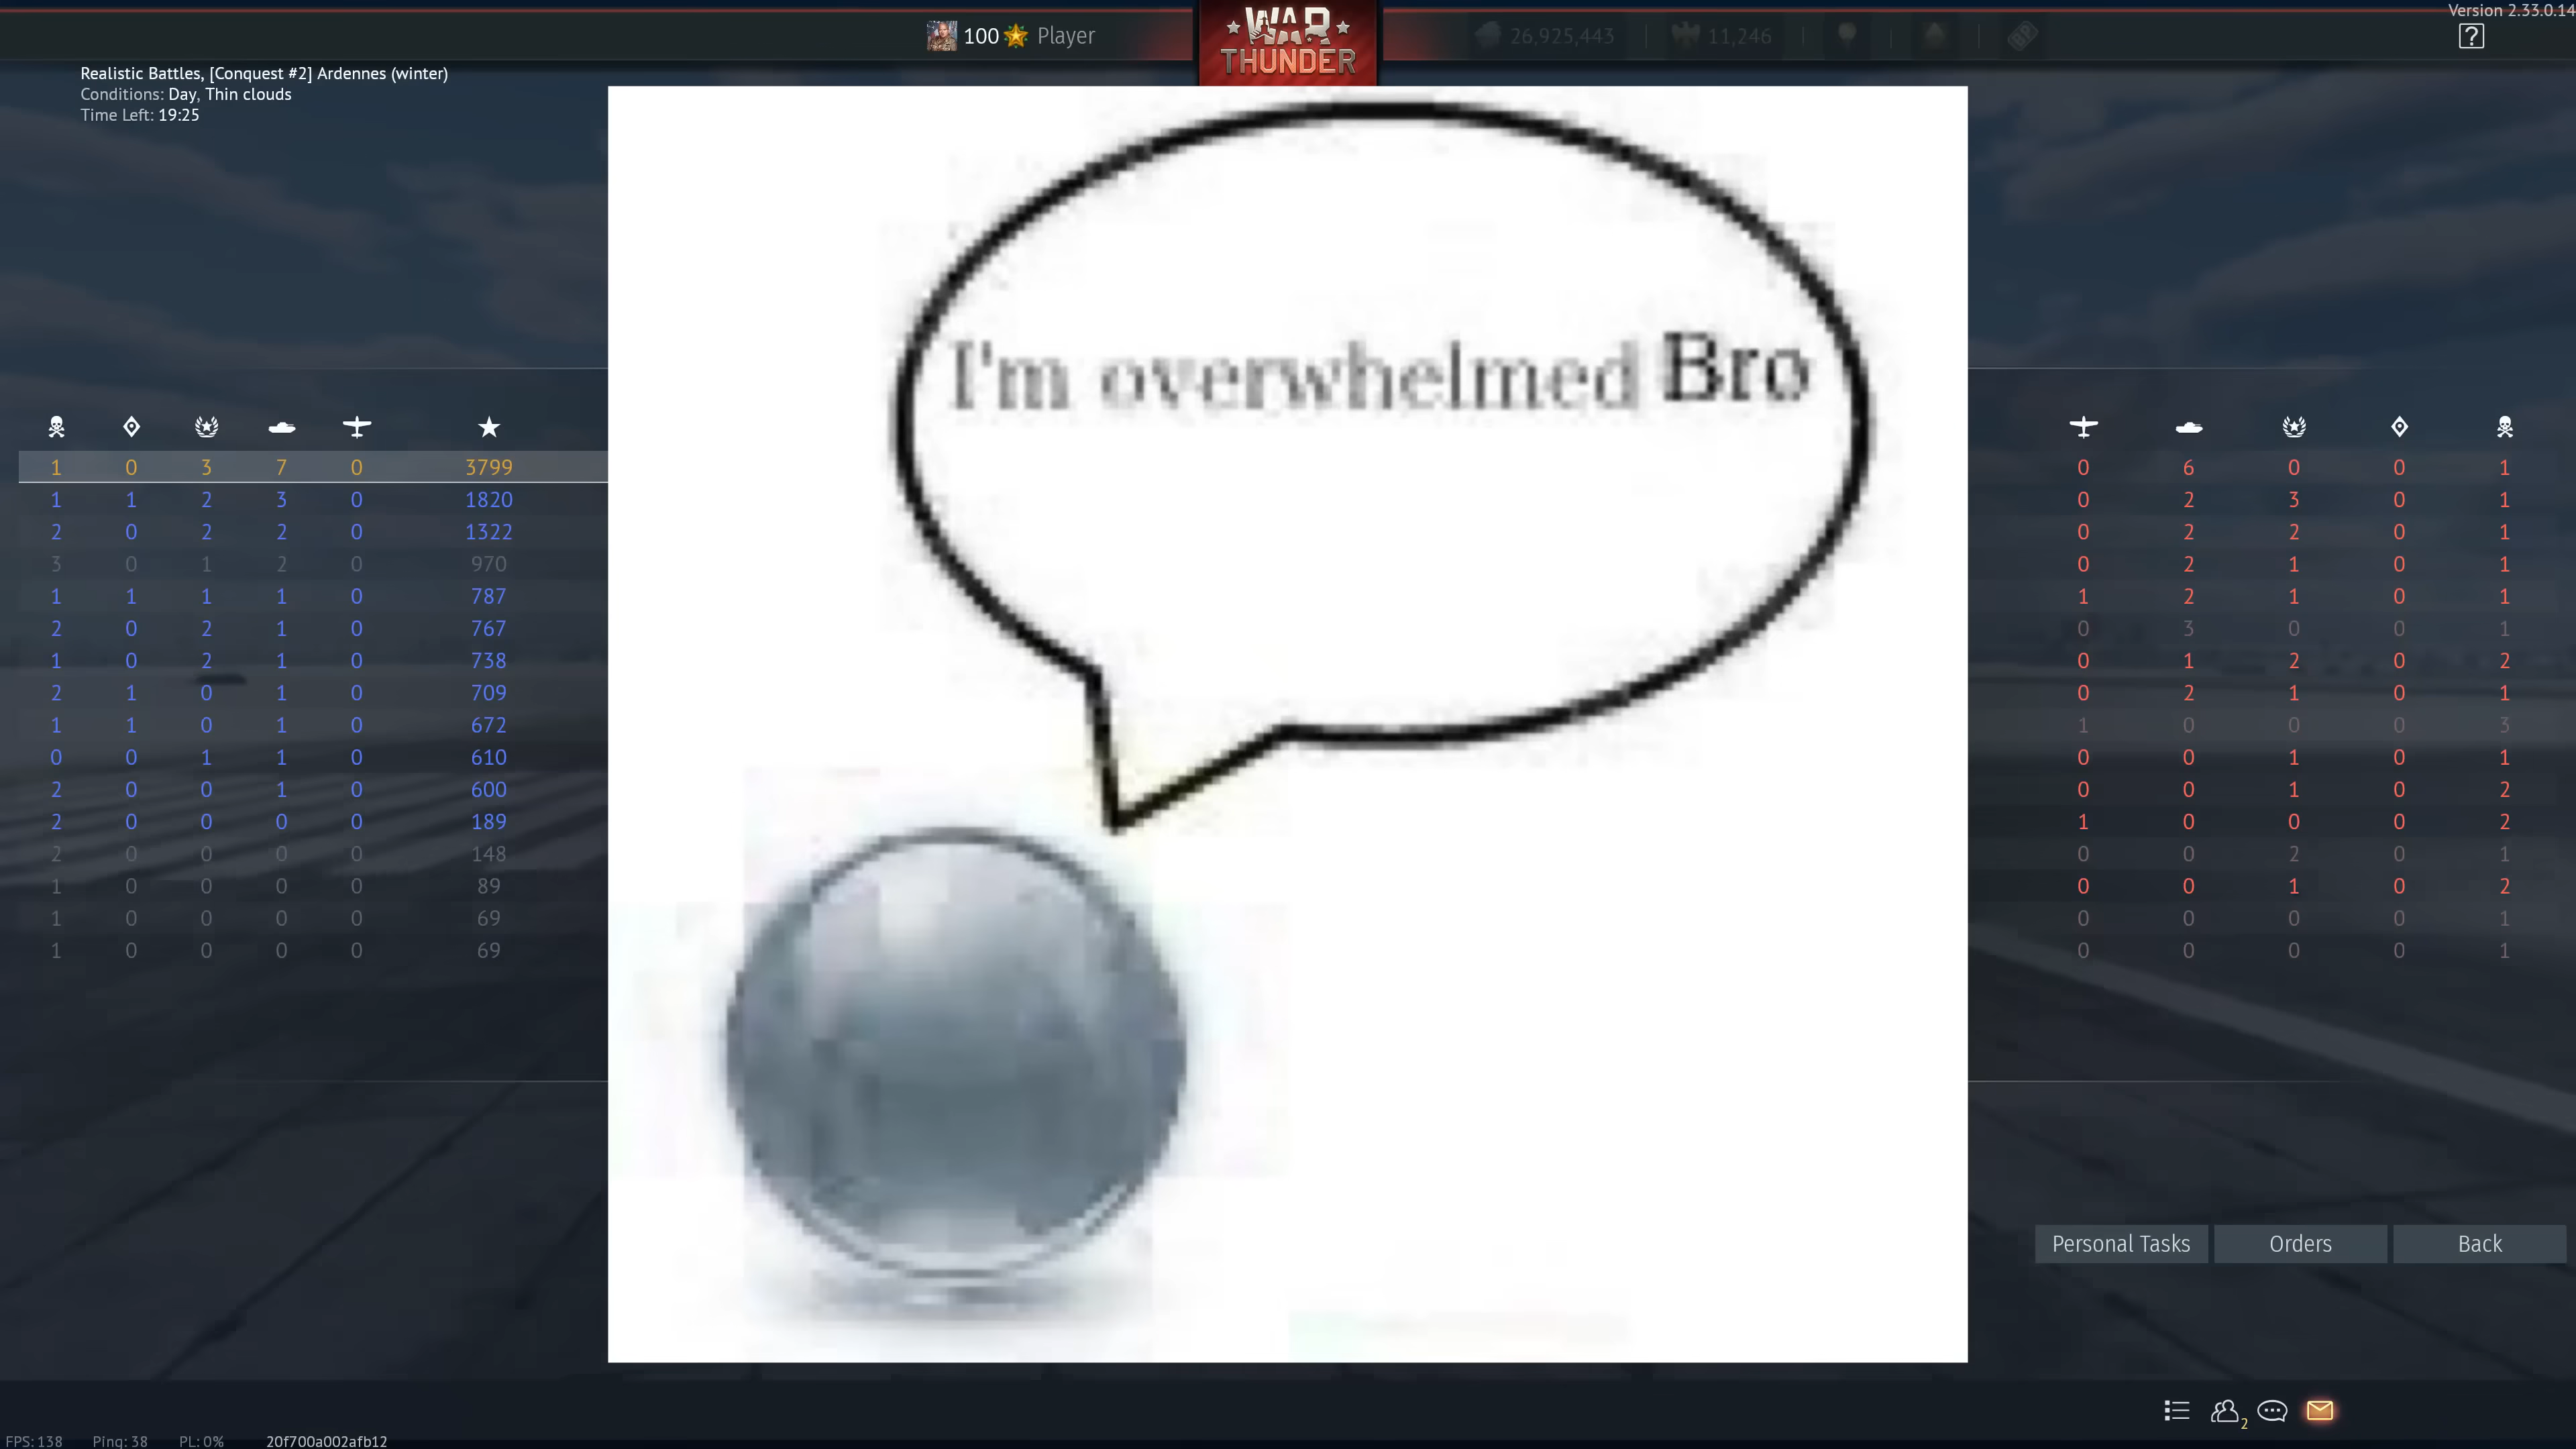 Version 2.33.0.14
100 Player
WAR THUNDER
26,925,443 11,246
?
Realistic Battles, [Conquest #2] Ardennes (winter)
Conditions: Day, Thin clouds
Time Left: 19:25
I'm overwhelmed Bro
1 0 3 7 0 3799
1 1 2 3 0 1820
2 0 2 2 0 1322
3 0 1 2 0 970
1 1 1 1 0 787
2 0 2 1 0 767
1 0 2 1 0 738
2 1 0 1 0 709
1 1 0 1 0 672
0 0 1 1 0 610
2 0 0 1 0 600
2 0 0 0 0 189
2 0 0 0 0 148
1 0 0 0 0 89
1 0 0 0 0 69
1 0 0 0 0 69
0 6 0 0 1
0 2 3 0 1
0 2 2 0 1
0 2 1 0 1
1 2 1 0 1
0 3 0 0 1
0 1 2 0 2
0 2 1 0 1
1 0 0 0 3
0 0 1 0 1
0 0 1 0 2
1 0 0 0 2
0 0 2 0 1
0 0 1 0 2
0 0 0 0 1
0 0 0 0 1
Personal Tasks Orders Back
2
FPS: 138 Ping: 38 PL: 0% 20f700a002afb12